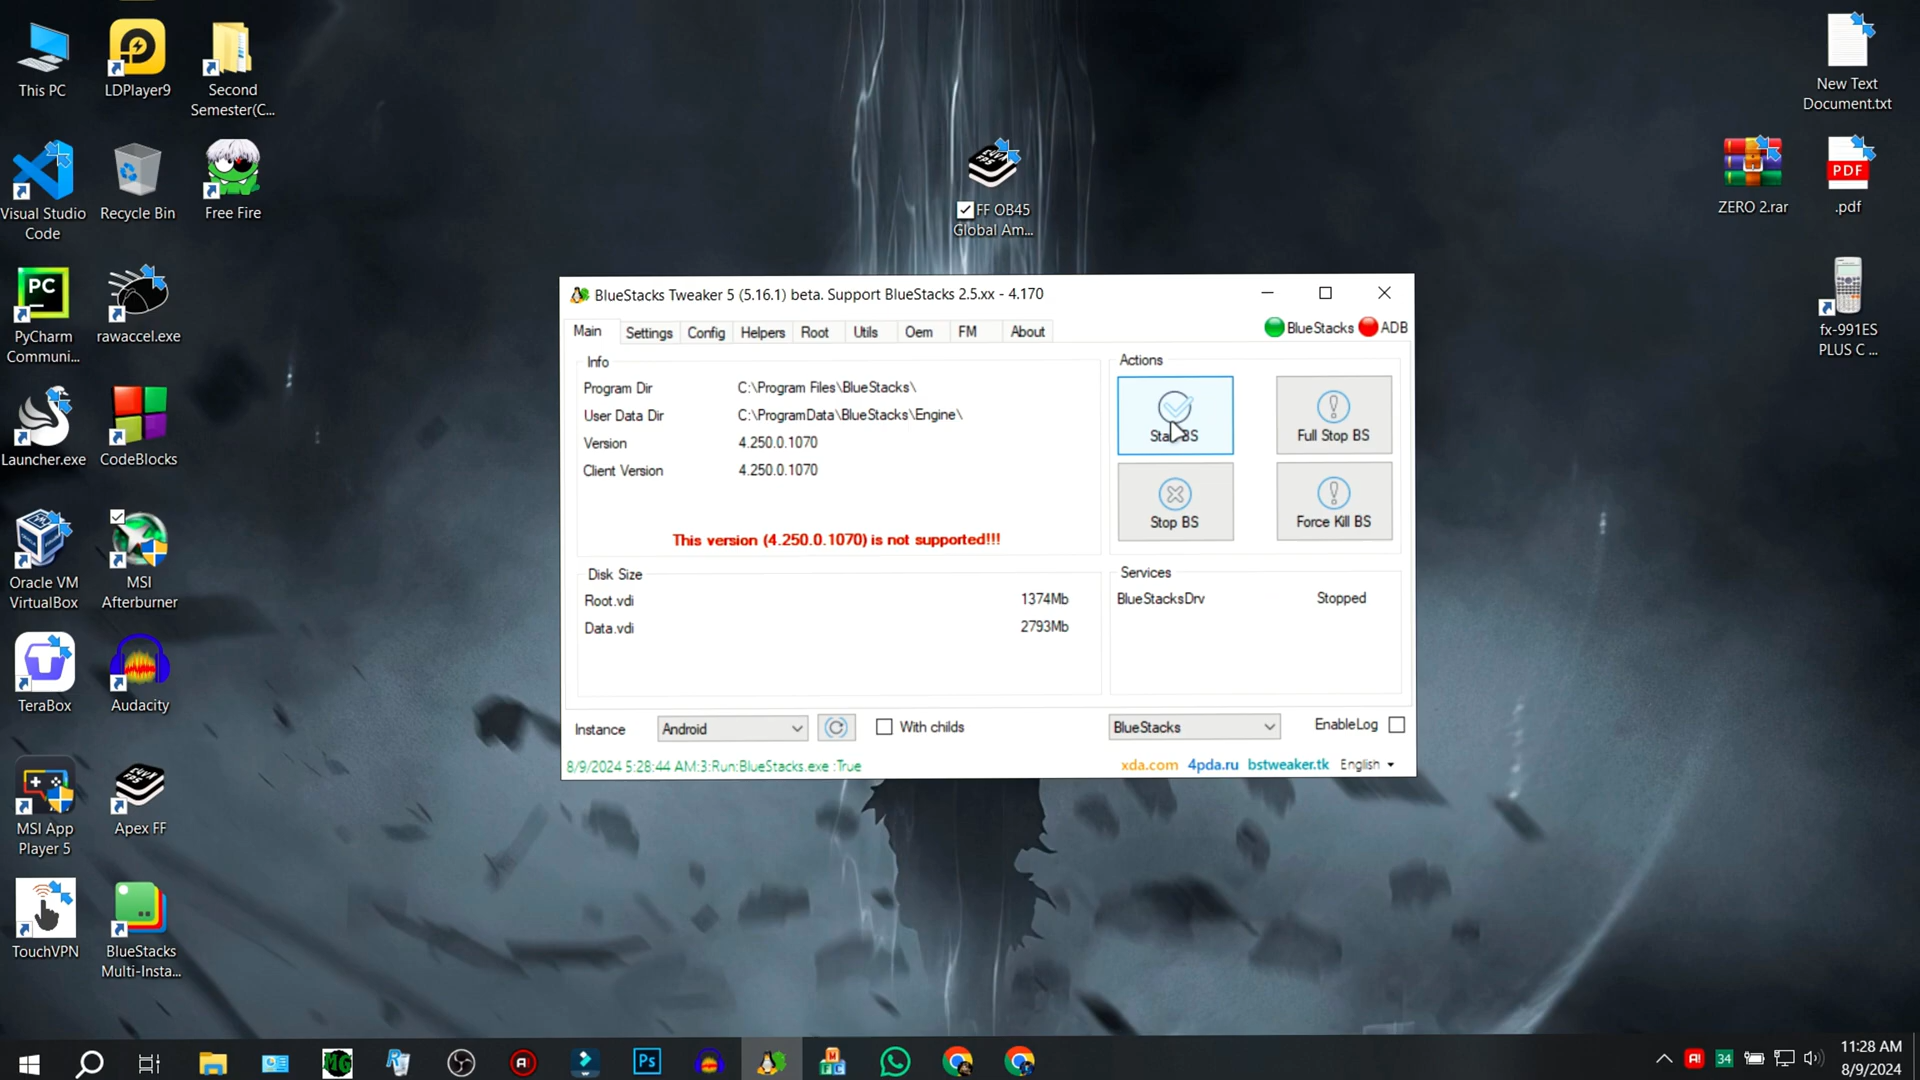 This PC
LDPlayer9
Second
Semester(C...
Visual Studio
Code
Recycle Bin
Free Fire
PC
PyCharm
Communi...
rawaccel.exe
Launcher.exe
CodeBlocks
Oracle VM
VirtualBox
MSI
Afterburner
TeraBox
Audacity
MSI App
Player 5
Apex FF
TouchVPN
BlueStacks
Multi-Insta...
FF OB45
Global Am...
New Text
Document.txt
ZERO 2.rar
PDF
.pdf
fx-991ES
PLUS C ...
BlueStacks Tweaker 5 (5.16.1) beta. Support BlueStacks 2.5.xx - 4.170
Main Settings Config Helpers Root Utils Oem FM About
BlueStacks ADB
Info
Program Dir C:\Program Files\BlueStacks\
User Data Dir C:\ProgramData\BlueStacks\Engine\
Version 4.250.0.1070
Client Version 4.250.0.1070
This version (4.250.0.1070) is not supported!!!
Actions
Start BS
Full Stop BS
Stop BS
Force Kill BS
Disk Size
Root.vdi 1374Mb
Data.vdi 2793Mb
Services
BlueStacksDrv Stopped
Instance Android With childs BlueStacks EnableLog
8/9/2024 5:28:44 AM:3:Run:BlueStacks.exe :True
xda.com 4pda.ru bstweaker.tk English
Ps
34
11:28 AM
8/9/2024